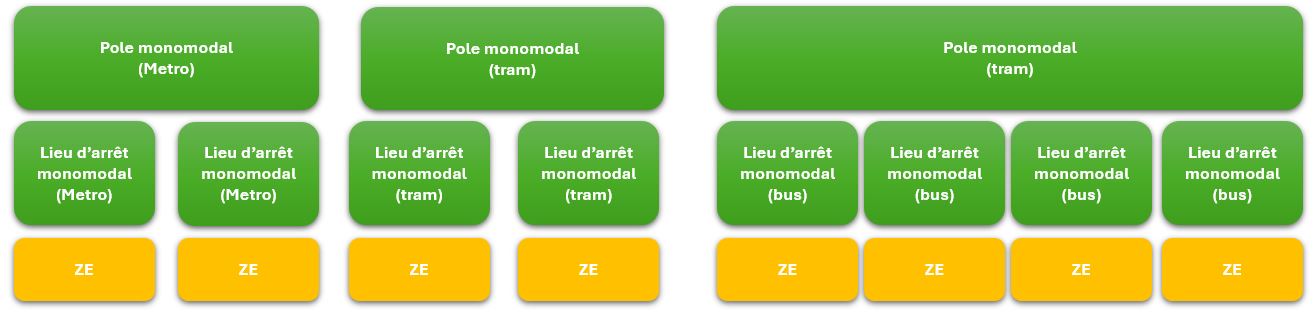 Pole monomodal
(Metro)
Pole monomodal
(tram)
Pole monomodal
(tram)
Lieu d'arrêt
monomodal
(Metro)
Lieu d'arrêt
monomodal
(Metro)
Lieu d'arrêt
monomodal
(tram)
Lieu d'arrêt
monomodal
(tram)
Lieu d'arrêt
monomodal
(bus)
Lieu d'arrêt
monomodal
(bus)
Lieu d'arrêt
monomodal
(bus)
Lieu d'arrêt
monomodal
(bus)
ZE
ZE
ZE
ZE
ZE
ZE
ZE
ZE